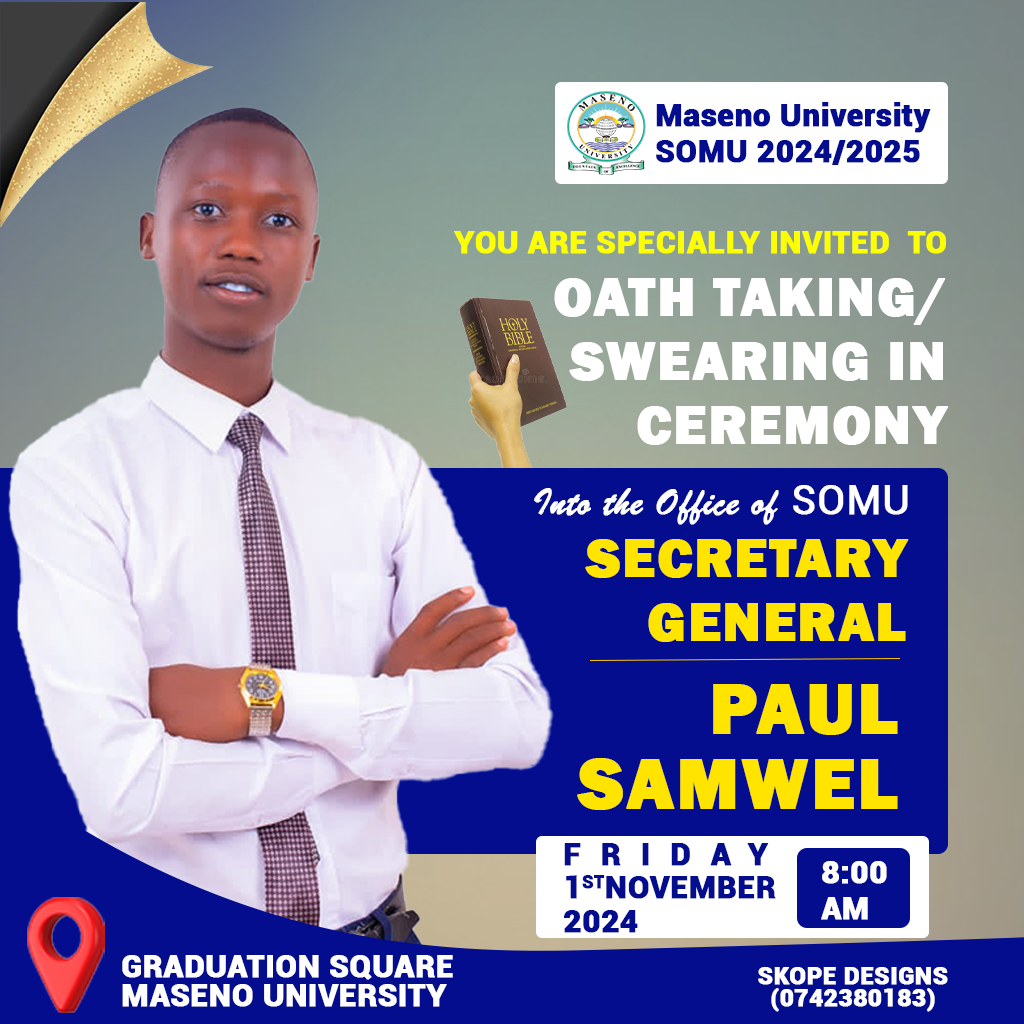 MASENO
UNIVERSITY
Maseno University
SOMU 2024/2025
YOU ARE SPECIALLY INVITED TO
OATH TAKING/
SWEARING IN
CEREMONY
HOLY
BIBLE
Into the Office of SOMU
SECRETARY
GENERAL
PAUL
SAMWEL
FRIDAY
1ST NOVEMBER
2024
8:00
AM
GRADUATION SQUARE
MASENO UNIVERSITY
SKOPE DESIGNS
(0742380183)